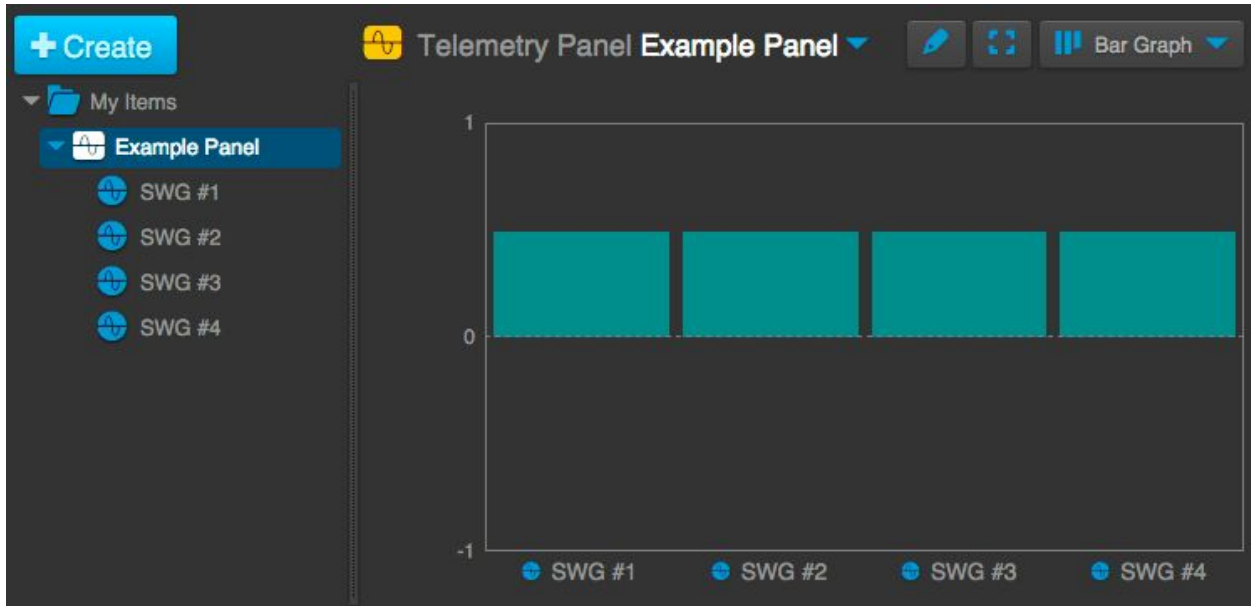 Create
Telemetry Panel Example Panel
Bar Graph
My Items
Example Panel
SWG #1
SWG #2
SWG #3
SWG #4
1
0
-1
SWG #1 SWG #2 SWG #3 SWG #4